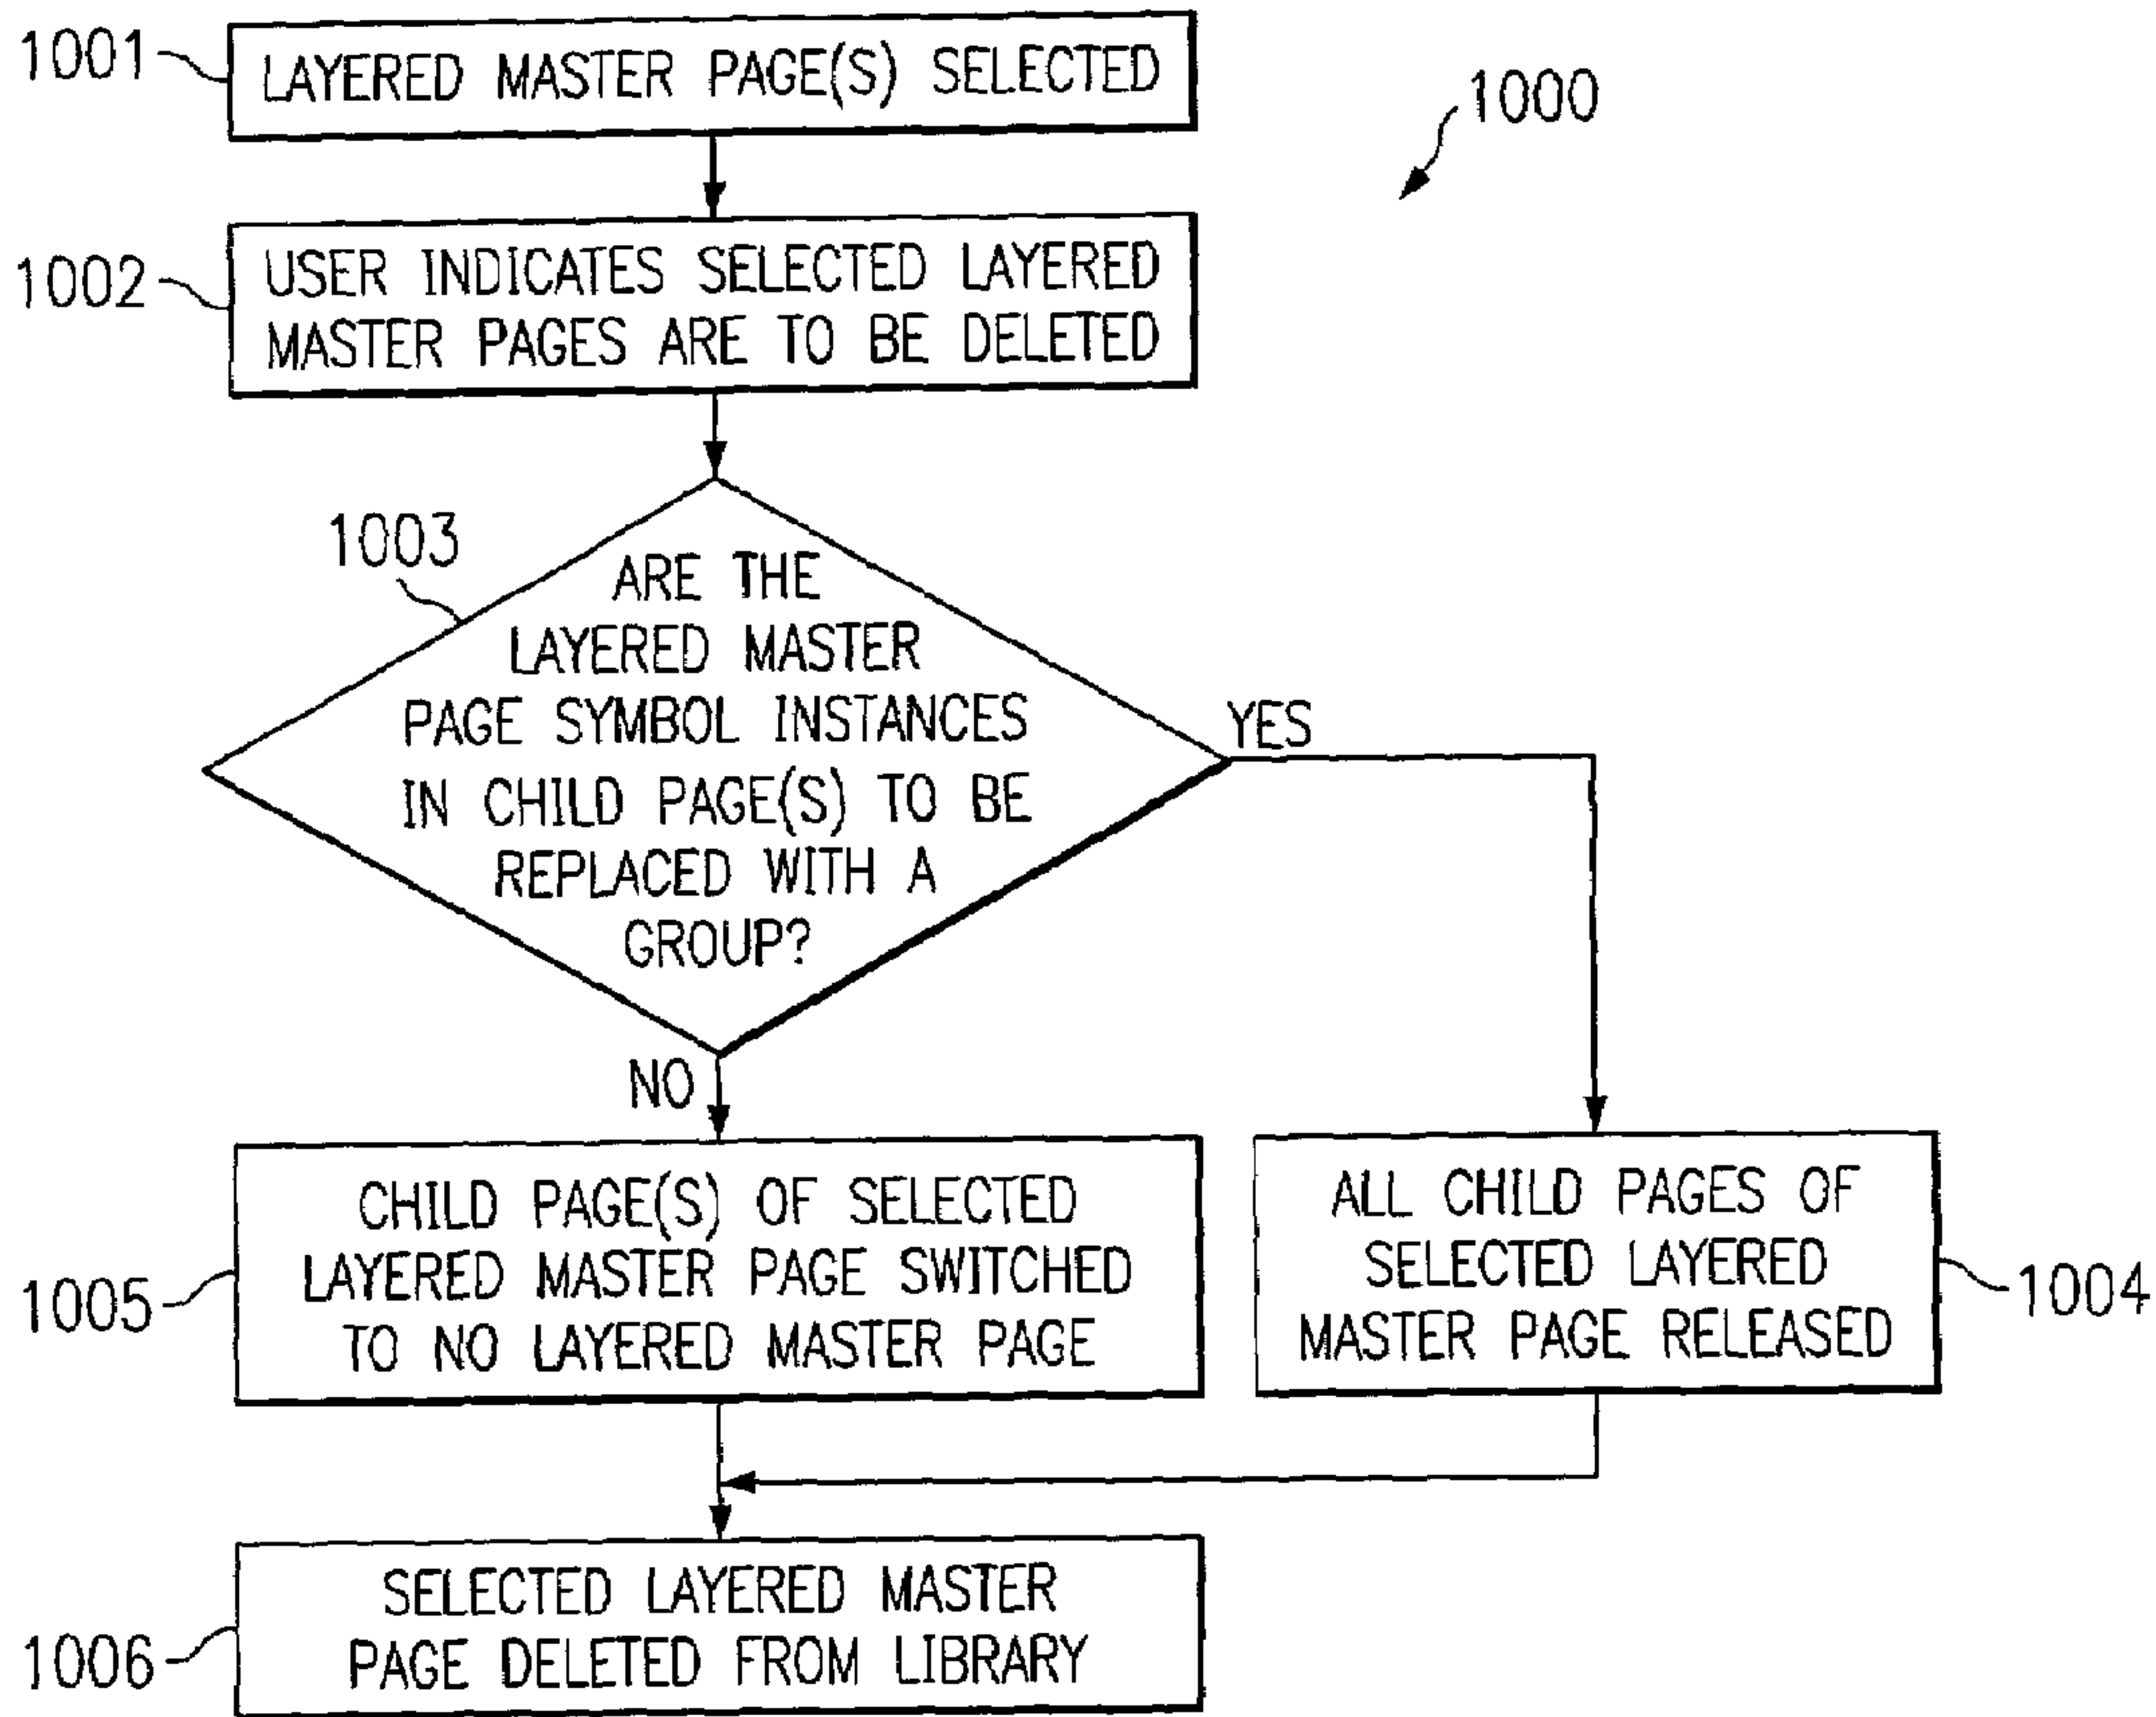 1001
LAYERED MASTER PAGE(S) SELECTED
1000
1002
USER INDICATES SELECTED LAYERED
MASTER PAGES ARE TO BE DELETED
1003
ARE THE
LAYERED MASTER
PAGE SYMBOL INSTANCES
IN CHILD PAGE(S) TO BE
REPLACED WITH A
GROUP?
YES
NO
CHILD PAGE(S) OF SELECTED
LAYERED MASTER PAGE SWITCHED
TO NO LAYERED MASTER PAGE
1005
ALL CHILD PAGES OF
SELECTED LAYERED
MASTER PAGE RELEASED
1004
SELECTED LAYERED MASTER
PAGE DELETED FROM LIBRARY
1006